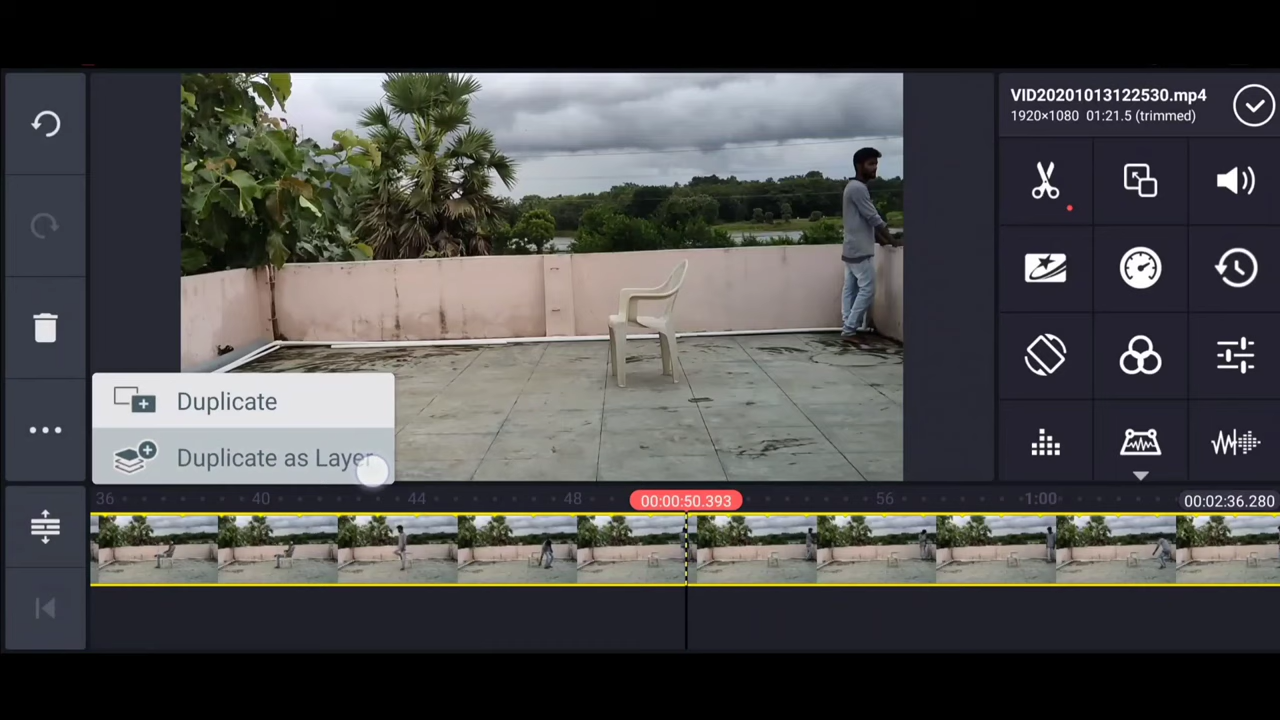 VID20201013122530.mp4
1920×1080 01:21.5 (trimmed)
Duplicate
Duplicate as Layer
36 40 44 48 00:00:50.393 56 1:00 00:02:36.280